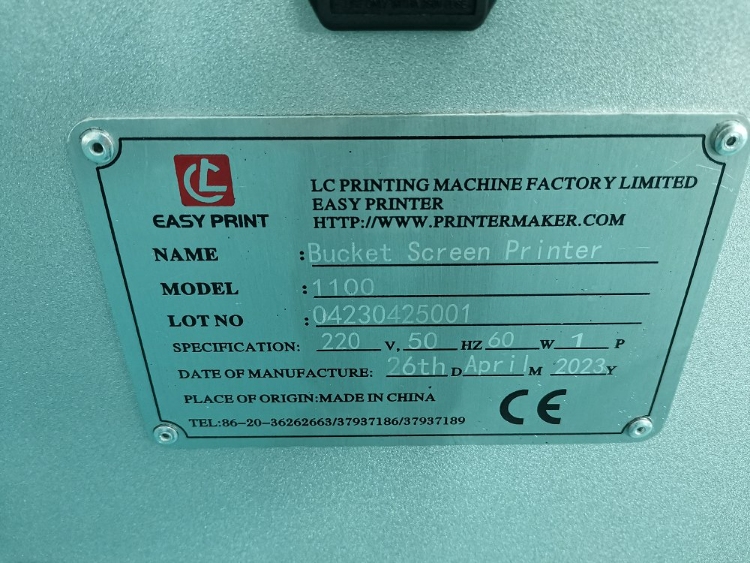 LC
EASY PRINT
LC PRINTING MACHINE FACTORY LIMITED
EASY PRINTER
HTTP://WWW.PRINTERMAKER.COM
NAME :Bucket Screen Printer
MODEL :1100
LOT NO :04230425001
SPECIFICATION: 220 V, 50 HZ 60 W 1 P
DATE OF MANUFACTURE: 26th D April M 2023 Y
PLACE OF ORIGIN:MADE IN CHINA
CE
TEL:86-20-36262663/37937186/37937189